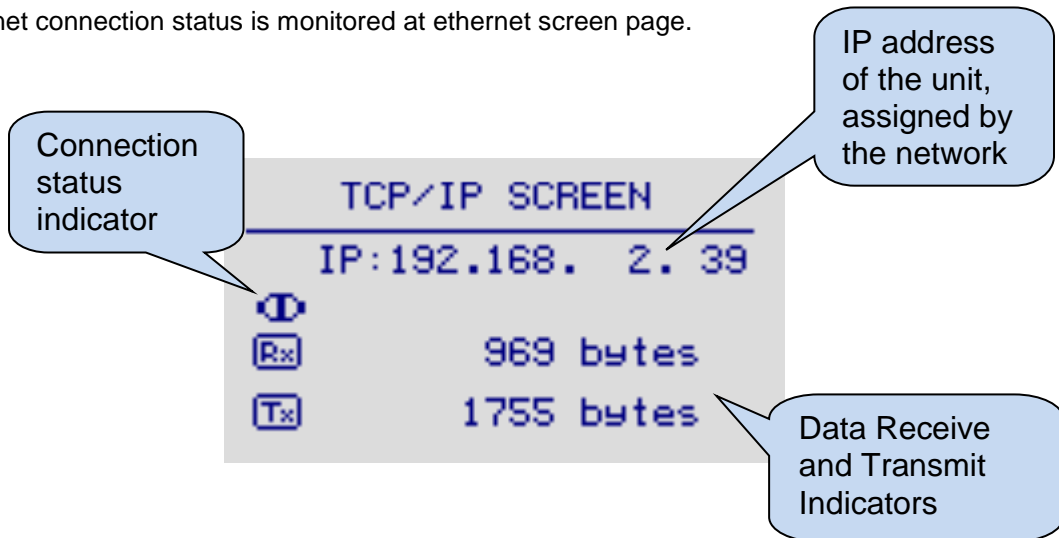 net connection status is monitored at ethernet screen page.
IP address
of the unit,
assigned by
the network
Connection
status
indicator
TCP/IP SCREEN
IP:192.168. 2. 39
Rx 969 bytes
Tx 1755 bytes
Data Receive
and Transmit
Indicators